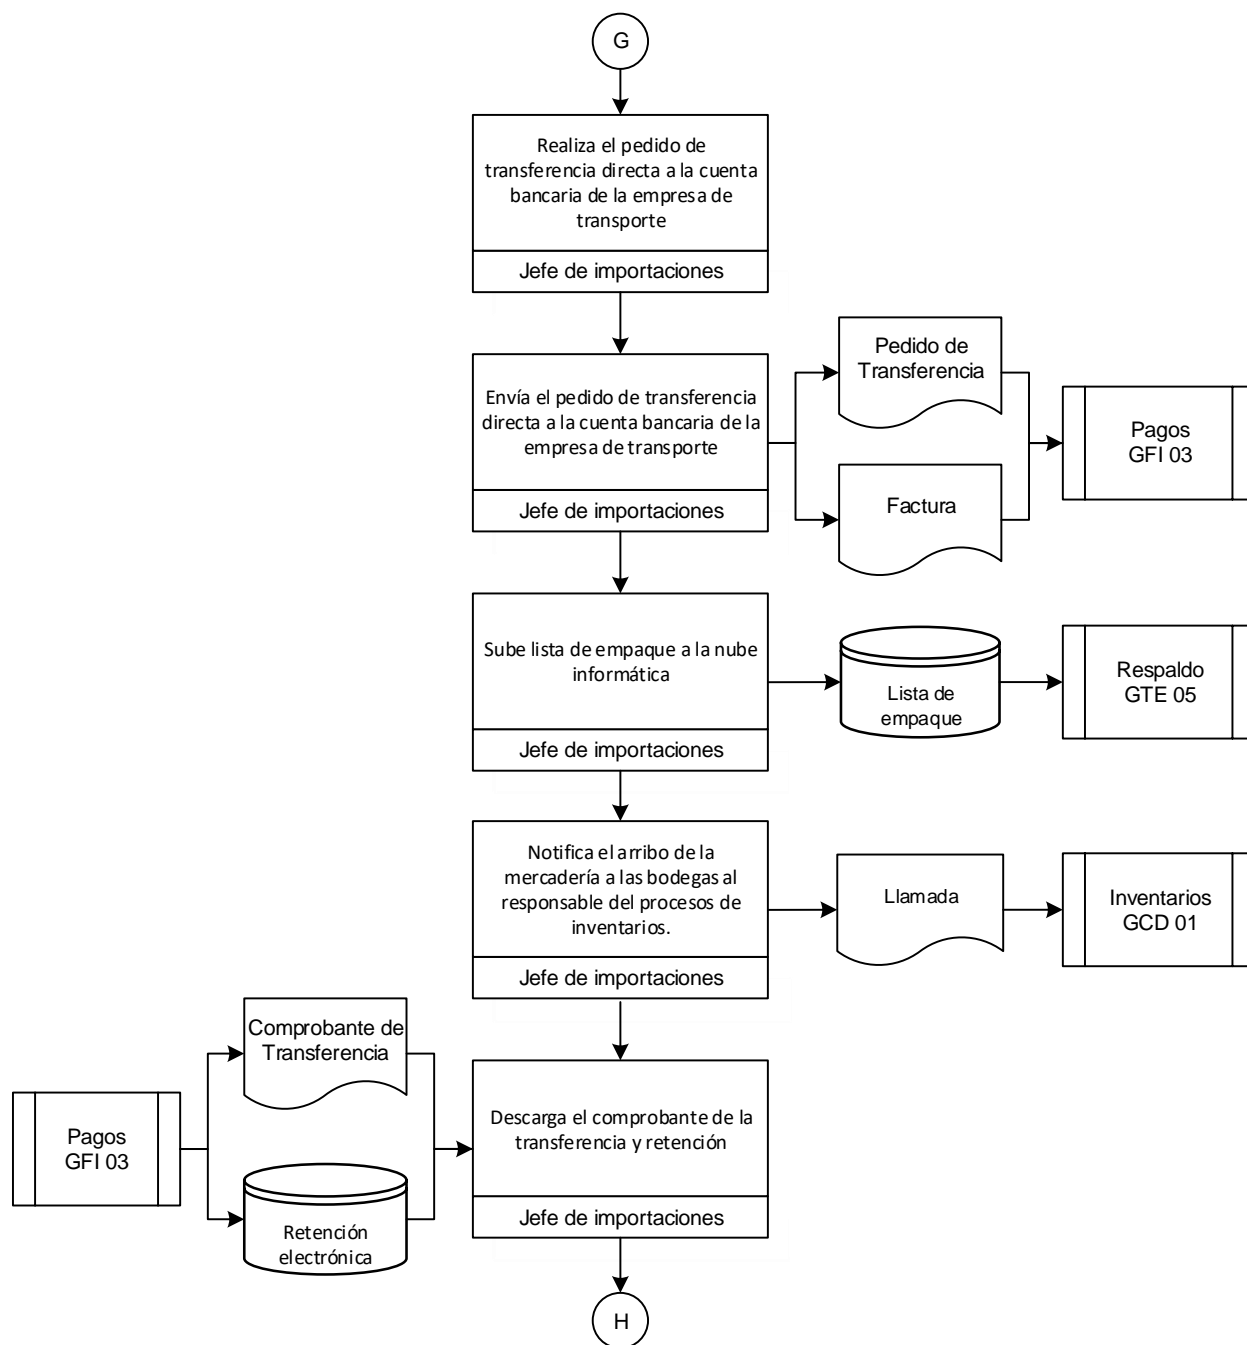 G
Realiza el pedido de
transferencia directa a la cuenta
bancaria de la empresa de
transporte
Jefe de importaciones
Envía el pedido de transferencia
directa a la cuenta bancaria de la
empresa de transporte
Jefe de importaciones
Pedido de
Transferencia
Factura
Pagos
GFI 03
Sube lista de empaque a la nube
informática
Jefe de importaciones
Lista de
empaque
Respaldo
GTE 05
Notifica el arribo de la
mercadería a las bodegas al
responsable del procesos de
inventarios.
Jefe de importaciones
Llamada
Inventarios
GCD 01
Pagos
GFI 03
Comprobante de
Transferencia
Retención
electrónica
Descarga el comprobante de la
transferencia y retención
Jefe de importaciones
H